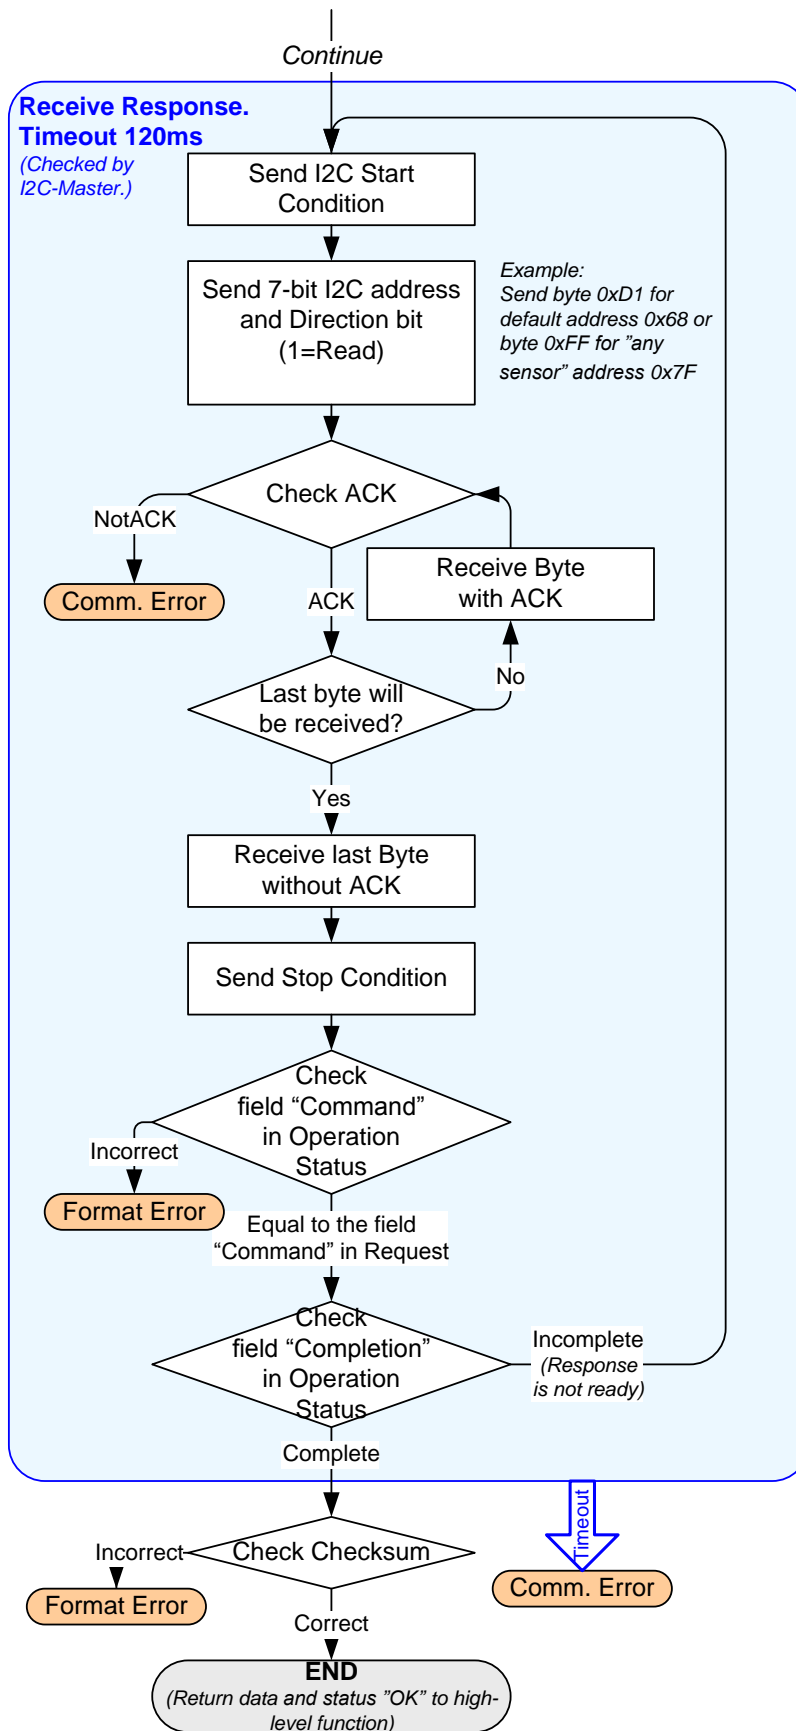 Continue
Receive Response.
Timeout 120ms
(Checked by
I2C-Master.)
Send I2C Start
Condition
Send 7-bit I2C address
and Direction bit
(1=Read)
Example:
Send byte 0xD1 for
default address 0x68 or
byte 0xFF for ”any
sensor” address 0x7F
Check ACK
NotACK
Comm. Error
ACK
Receive Byte
with ACK
No
Last byte will
be received?
Yes
Receive last Byte
without ACK
Send Stop Condition
Check
field “Command”
in Operation
Status
Incorrect
Format Error
Equal to the field
“Command” in Request
Check
field “Completion”
in Operation
Status
Incomplete
(Response
is not ready)
Complete
Timeout
Check Checksum
Incorrect
Format Error
Comm. Error
Correct
END
(Return data and status ”OK” to high-
level function)